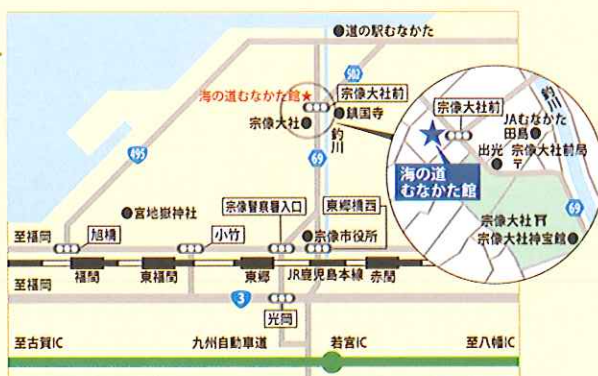 道の駅むなかた
502
海の道むなかた館★
宗像大社前
宗像大社
鎮国寺
釣川
69
495
宮地嶽神社
宗像警察署入口
東郷橋西
至福岡
旭橋
小竹
宗像市役所
福間
東福間
東郷
JR鹿児島本線
赤間
至福岡
3
光岡
至古賀IC
九州自動車道
若宮IC
至八幡IC
釣川
宗像大社前
JAむなかた
田島
出光
宗像大社前局
〒
海の道
むなかた館
69
宗像大社
宗像大社神宝館